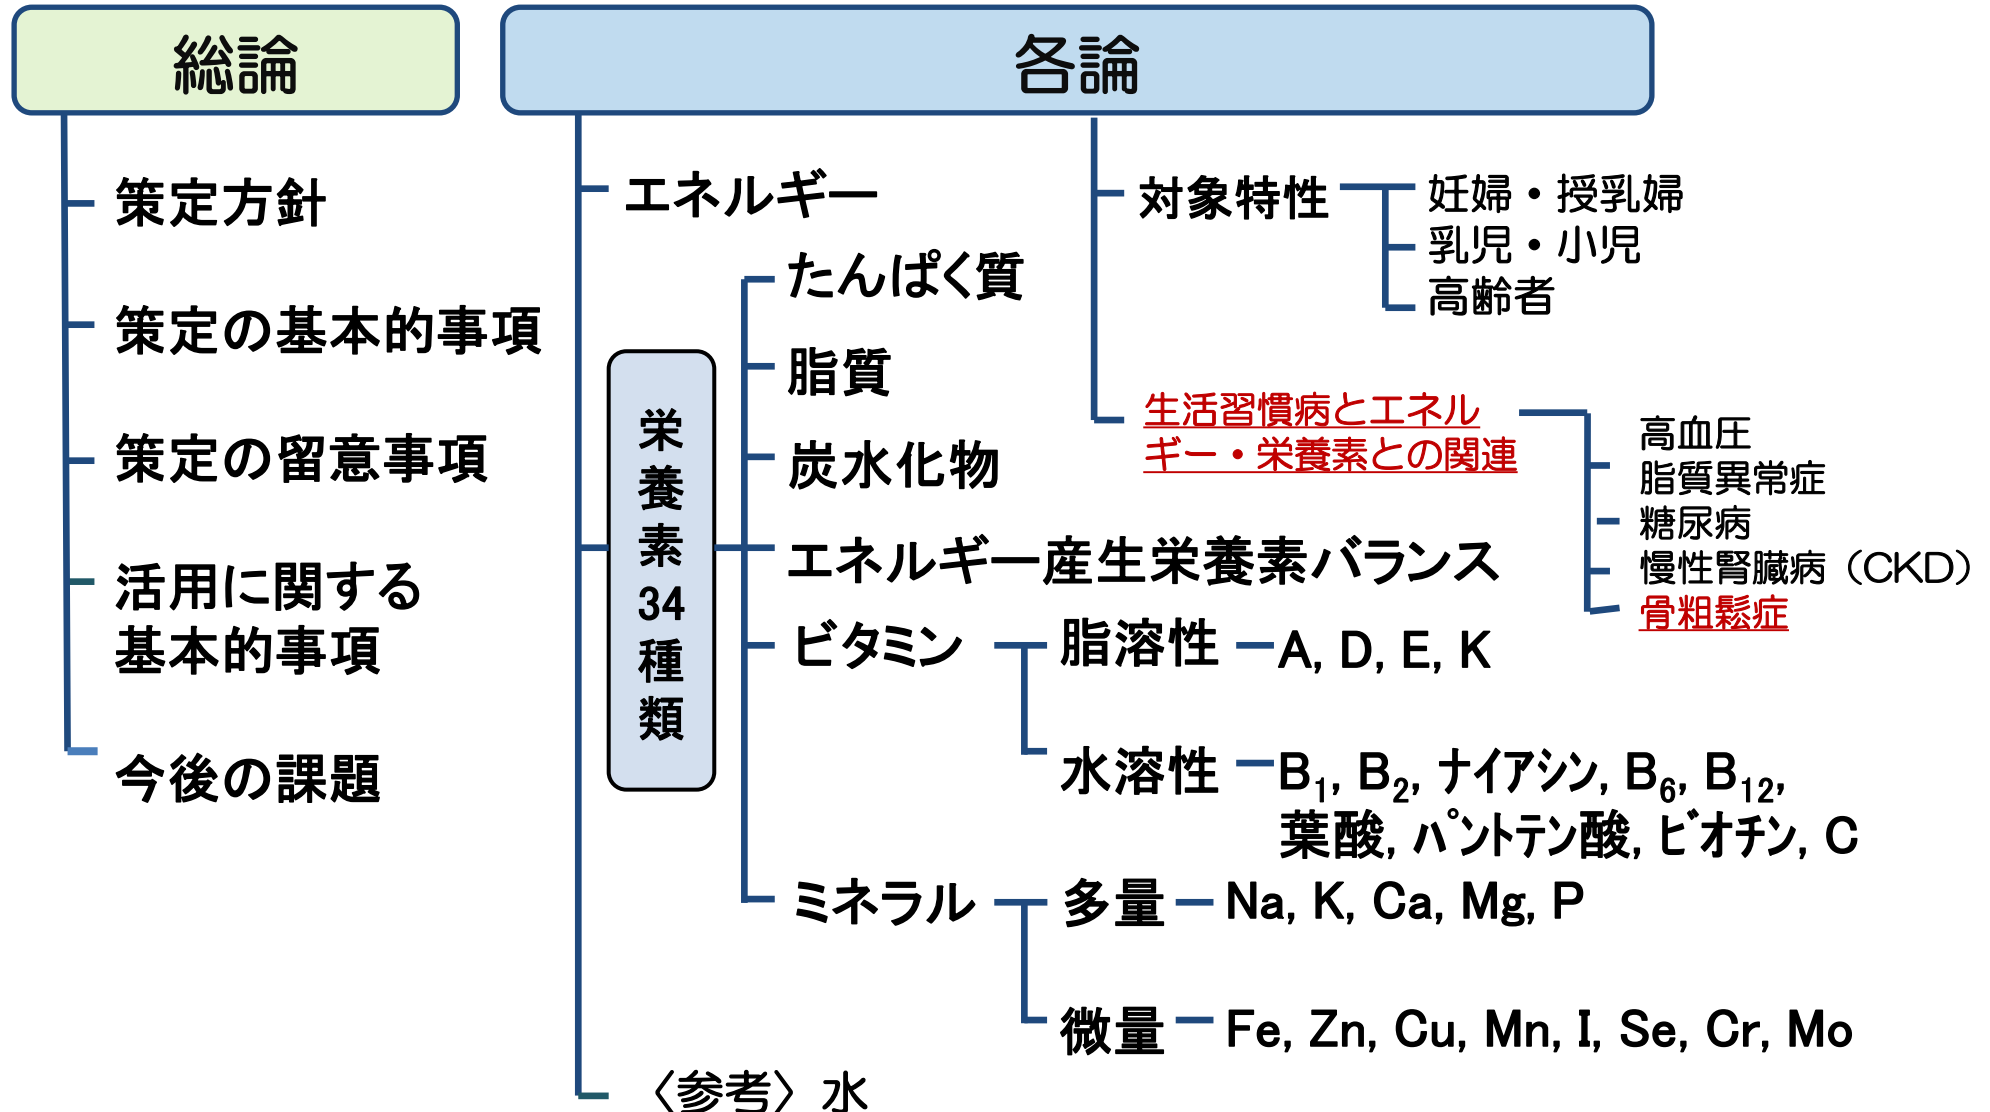 総論
策定方針
策定の基本的事項
策定の留意事項
活用に関する
基本的事項
今後の課題
各論
エネルギー
栄養素34種類
たんぱく質
脂質
炭水化物
エネルギー産生栄養素バランス
ビタミン
脂溶性
A, D, E, K
水溶性
B1, B2, ナイアシン, B6, B12,
葉酸, パントテン酸, ビオチン, C
ミネラル
多量
Na, K, Ca, Mg, P
微量
Fe, Zn, Cu, Mn, I, Se, Cr, Mo
〈参考〉水
対象特性
妊婦・授乳婦
乳児・小児
高齢者
生活習慣病とエネル
ギー・栄養素との関連
高血圧
脂質異常症
糖尿病
慢性腎臓病（CKD）
骨粗鬆症